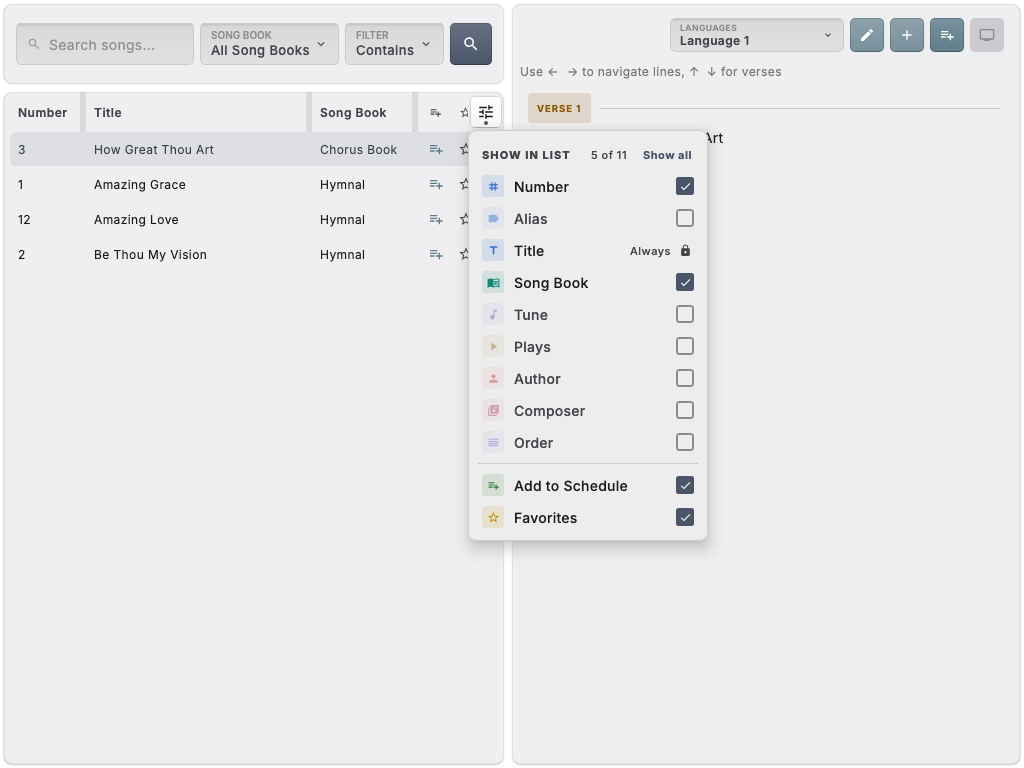 Search songs...
SONG BOOK
All Song Books
FILTER
Contains
LANGUAGES
Language 1
Use ← → to navigate lines, ↑ ↓ for verses
Number Title Song Book
3 How Great Thou Art Chorus Book
1 Amazing Grace Hymnal
12 Amazing Love Hymnal
2 Be Thou My Vision Hymnal
VERSE 1
Art
SHOW IN LIST 5 of 11 Show all
Number
Alias
Title Always
Song Book
Tune
Plays
Author
Composer
Order
Add to Schedule
Favorites